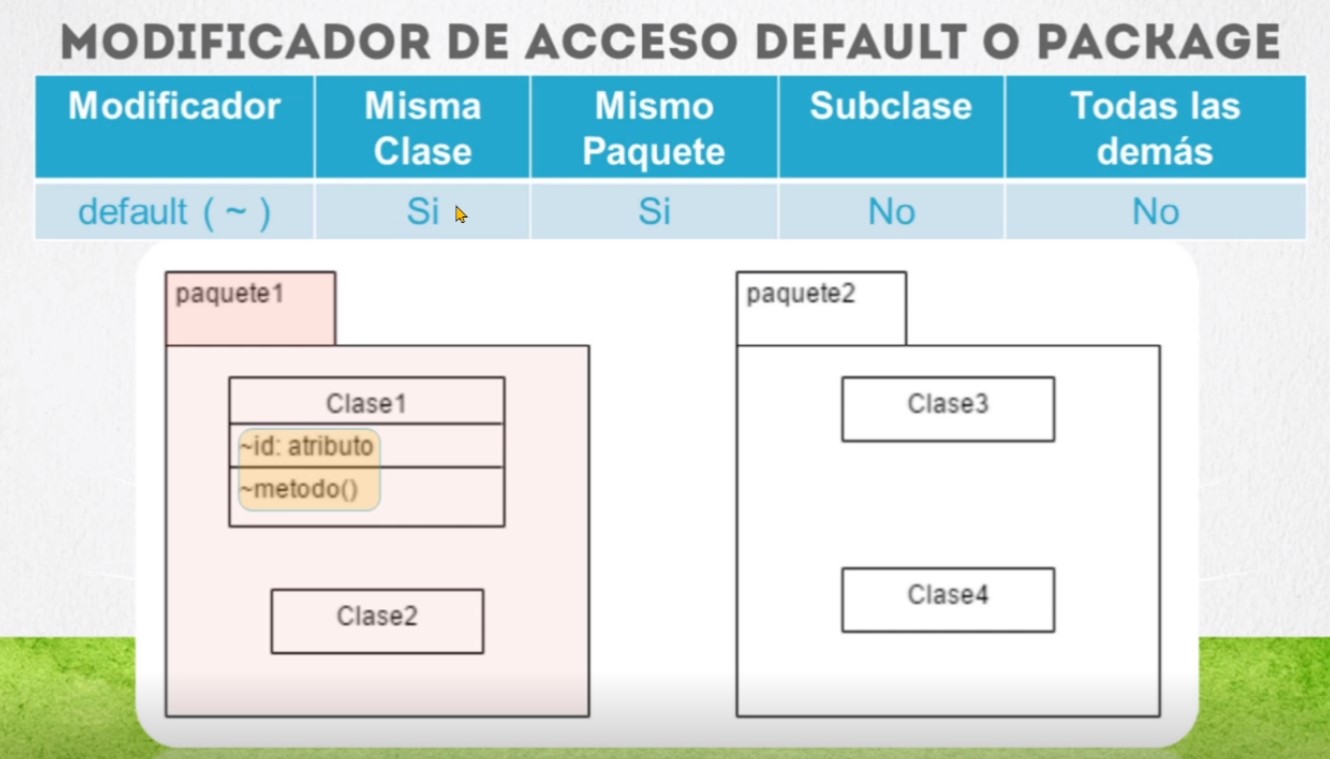 MODIFICADOR DE ACCESO DEFAULT O PACKAGE
Modificador
Misma
Clase
Mismo
Paquete
Subclase
Todas las
demás
default ( ~ )
Si
Si
No
No
paquete1
Clase1
~id: atributo
~metodo()
Clase2
paquete2
Clase3
Clase4